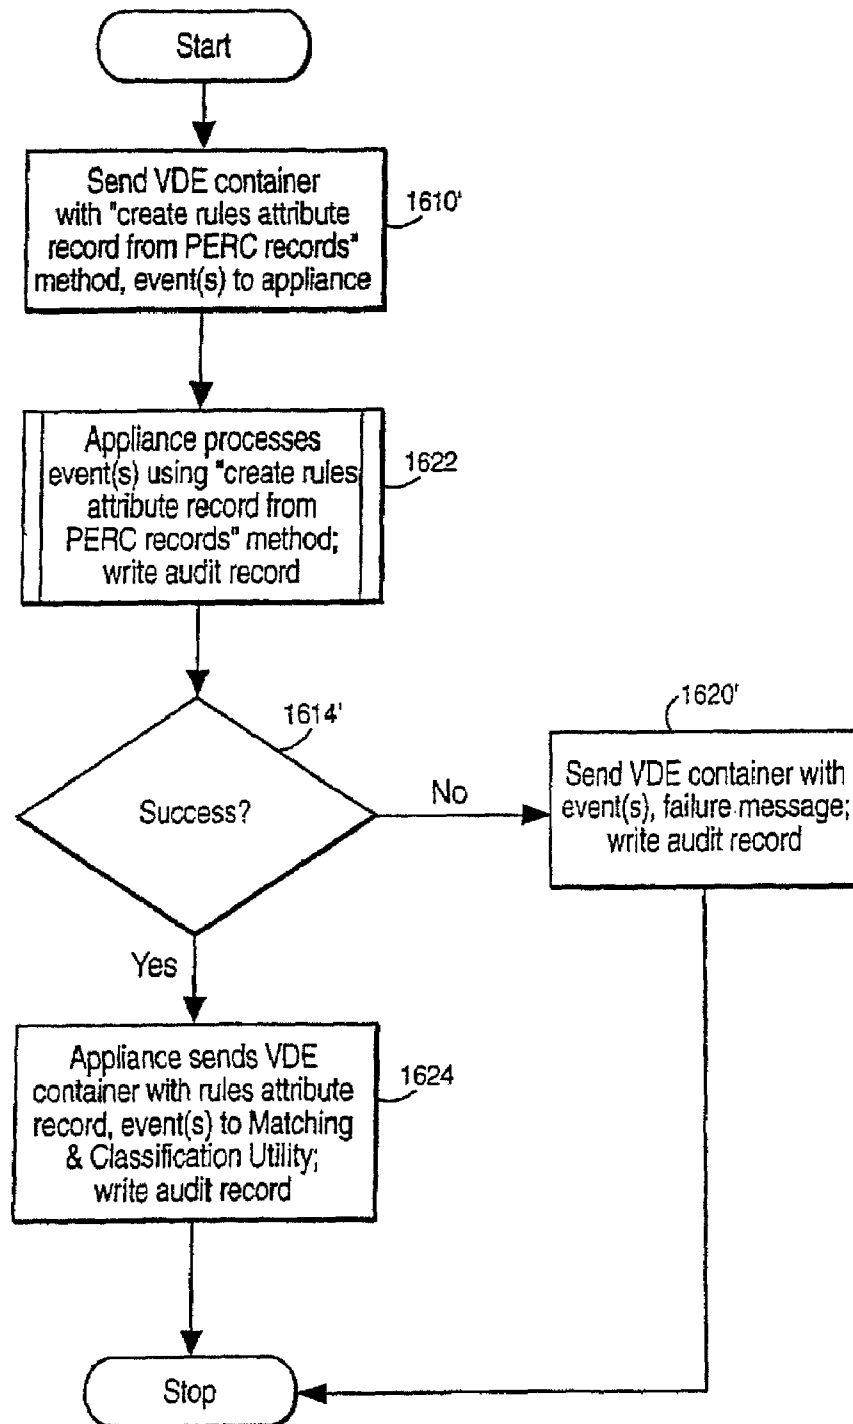 Start
Send VDE container
with "create rules attribute
record from PERC records"
method, event(s) to appliance
1610'
Appliance processes
event(s) using "create rules
attribute record from
PERC records" method;
write audit record
1622
1614'
Success?
No
1620'
Send VDE container with
event(s), failure message;
write audit record
Yes
Appliance sends VDE
container with rules attribute
record, event(s) to Matching
& Classification Utility;
write audit record
1624
Stop